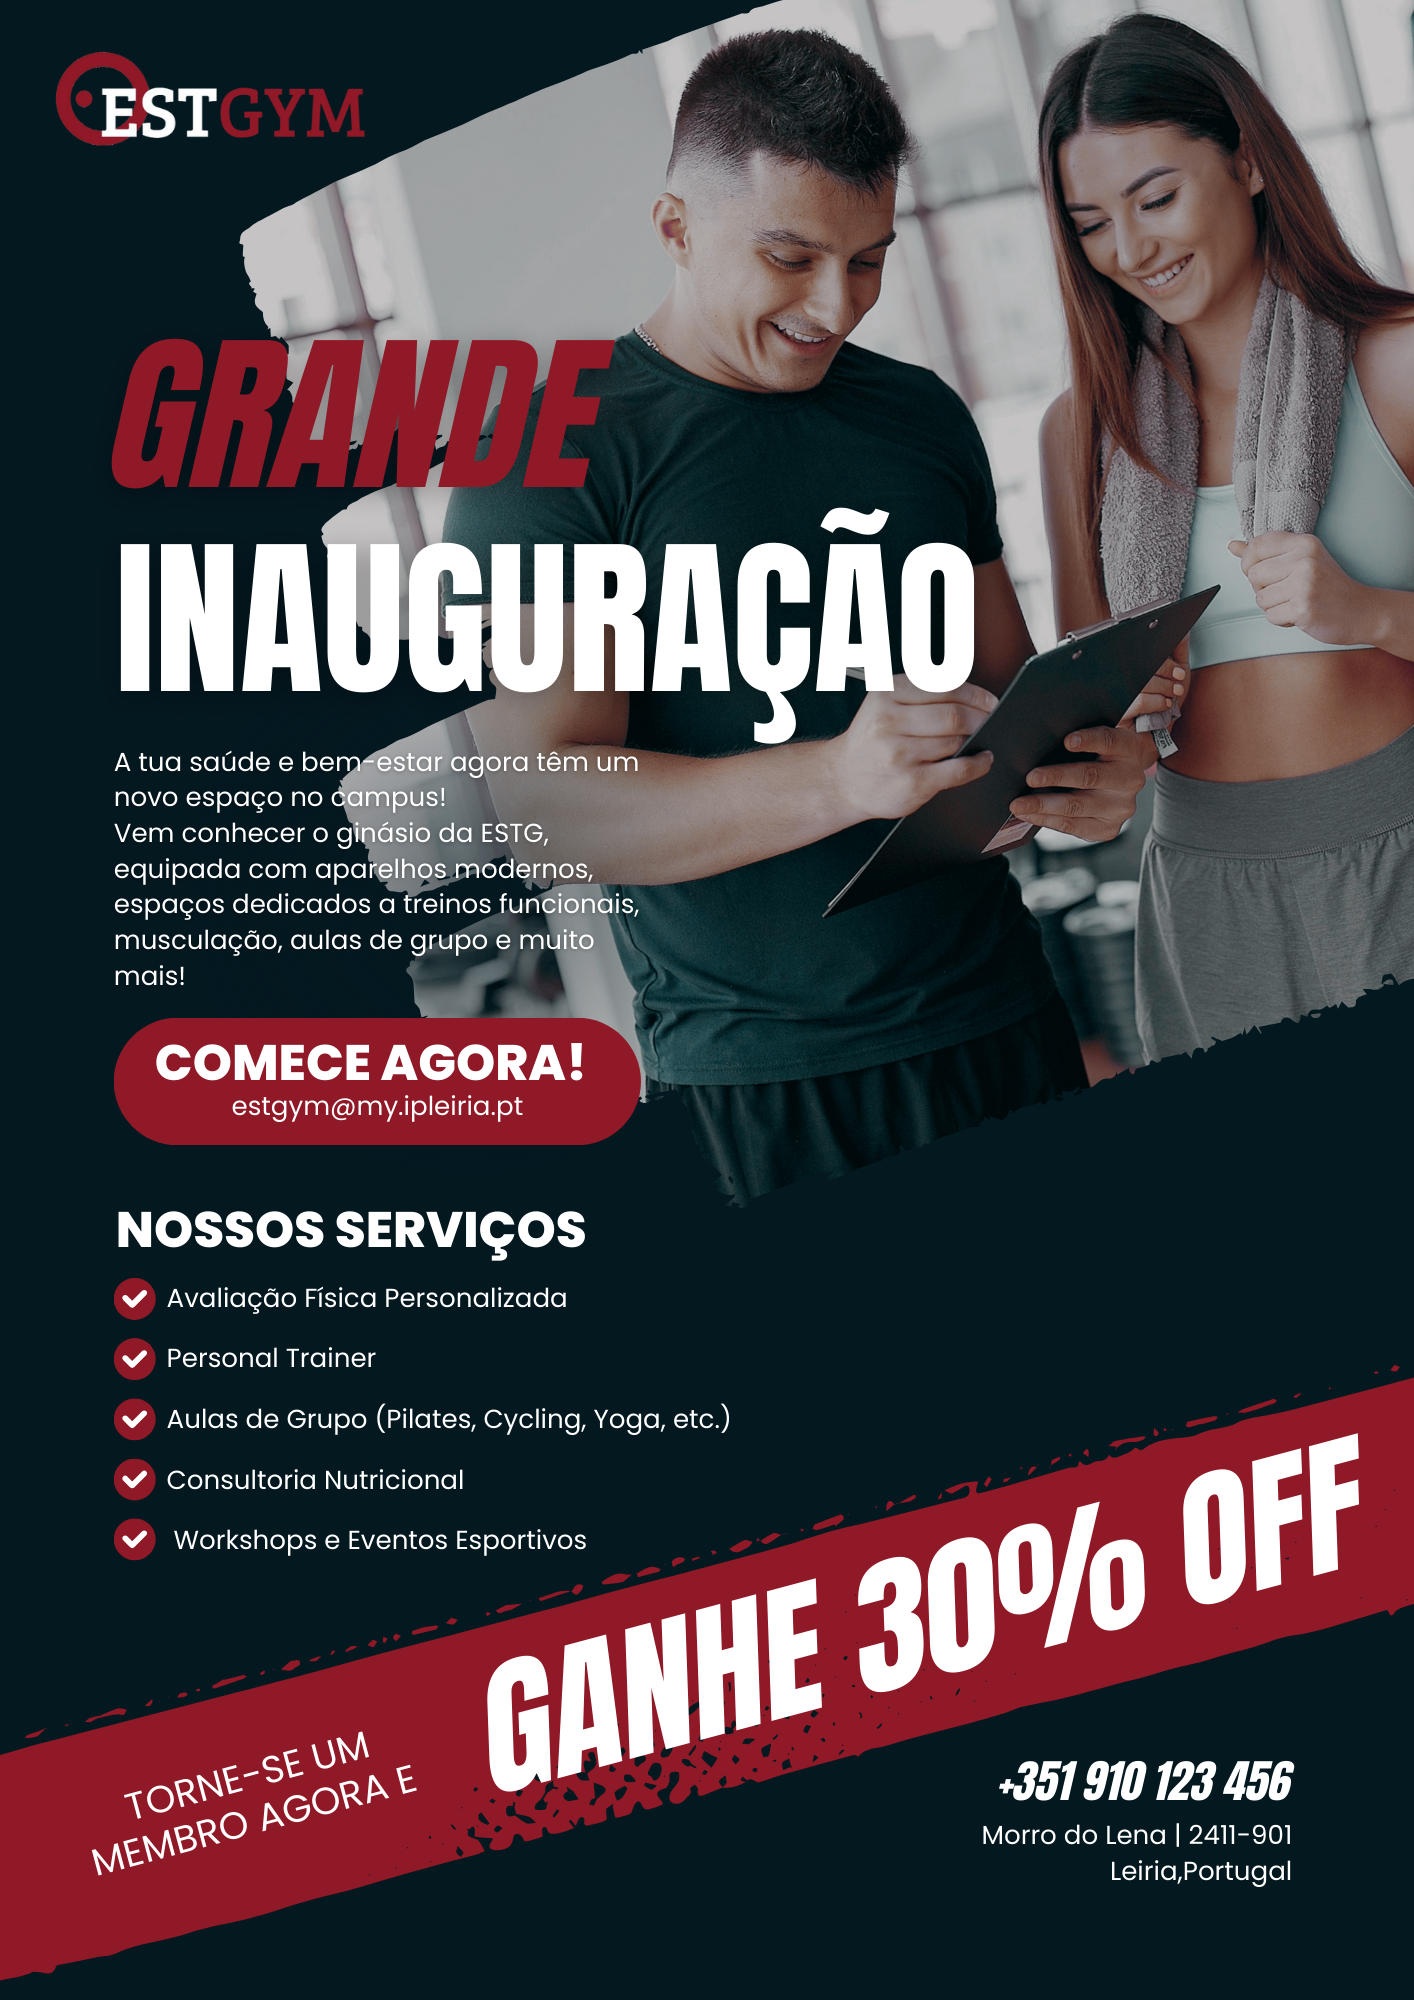 ESTGYM
GRANDE
INAUGURAÇÃO
A tua saúde e bem-estar agora têm um
novo espaço no campus!
Vem conhecer o ginásio da ESTG,
equipada com aparelhos modernos,
espaços dedicados a treinos funcionais,
musculação, aulas de grupo e muito
mais!
COMECE AGORA!
estgym@my.ipleiria.pt
NOSSOS SERVIÇOS
Avaliação Física Personalizada
Personal Trainer
Aulas de Grupo (Pilates, Cycling, Yoga, etc.)
Consultoria Nutricional
Workshops e Eventos Esportivos
TORNE-SE UM
MEMBRO AGORA E
GANHE 30% OFF
+351 910 123 456
Morro do Lena | 2411-901
Leiria,Portugal